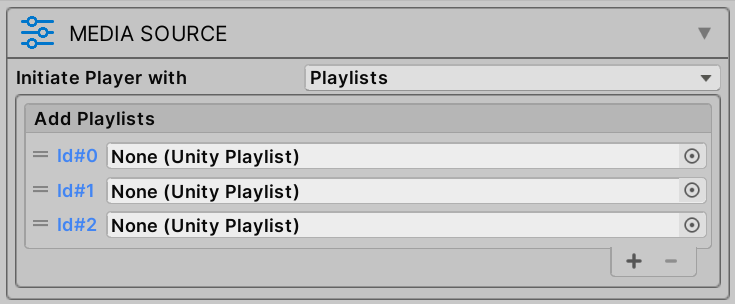 MEDIA SOURCE
Initiate Player with Playlists
Add Playlists
Id#0 None (Unity Playlist)
Id#1 None (Unity Playlist)
Id#2 None (Unity Playlist)